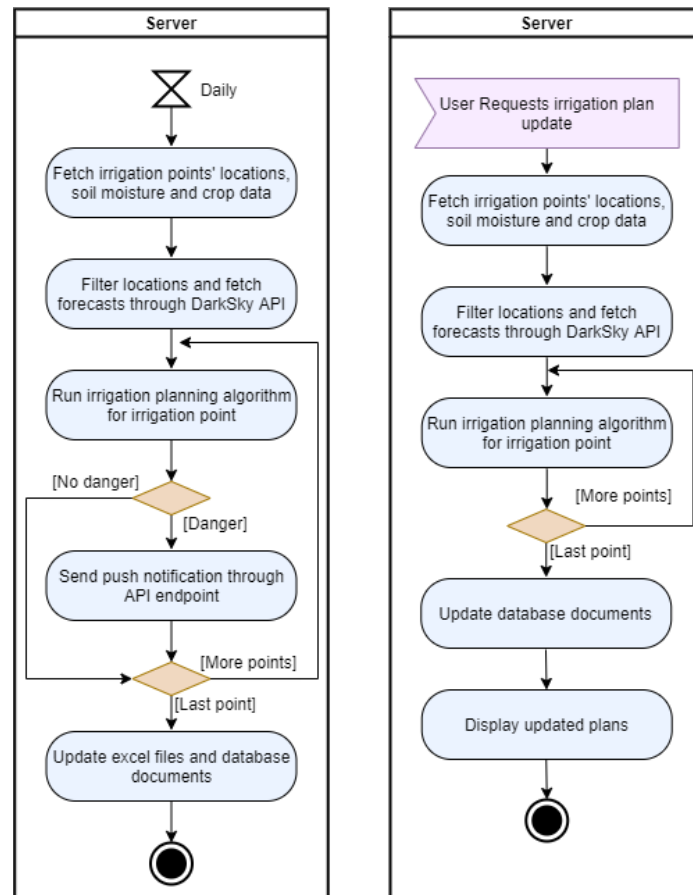 Server
Daily
Fetch irrigation points' locations,
soil moisture and crop data
Filter locations and fetch
forecasts through DarkSky API
Run irrigation planning algorithm
for irrigation point
[No danger]
[Danger]
Send push notification through
API endpoint
[More points]
[Last point]
Update excel files and database
documents
Server
User Requests irrigation plan
update
Fetch irrigation points' locations,
soil moisture and crop data
Filter locations and fetch
forecasts through DarkSky API
Run irrigation planning algorithm
for irrigation point
[More points]
[Last point]
Update database documents
Display updated plans